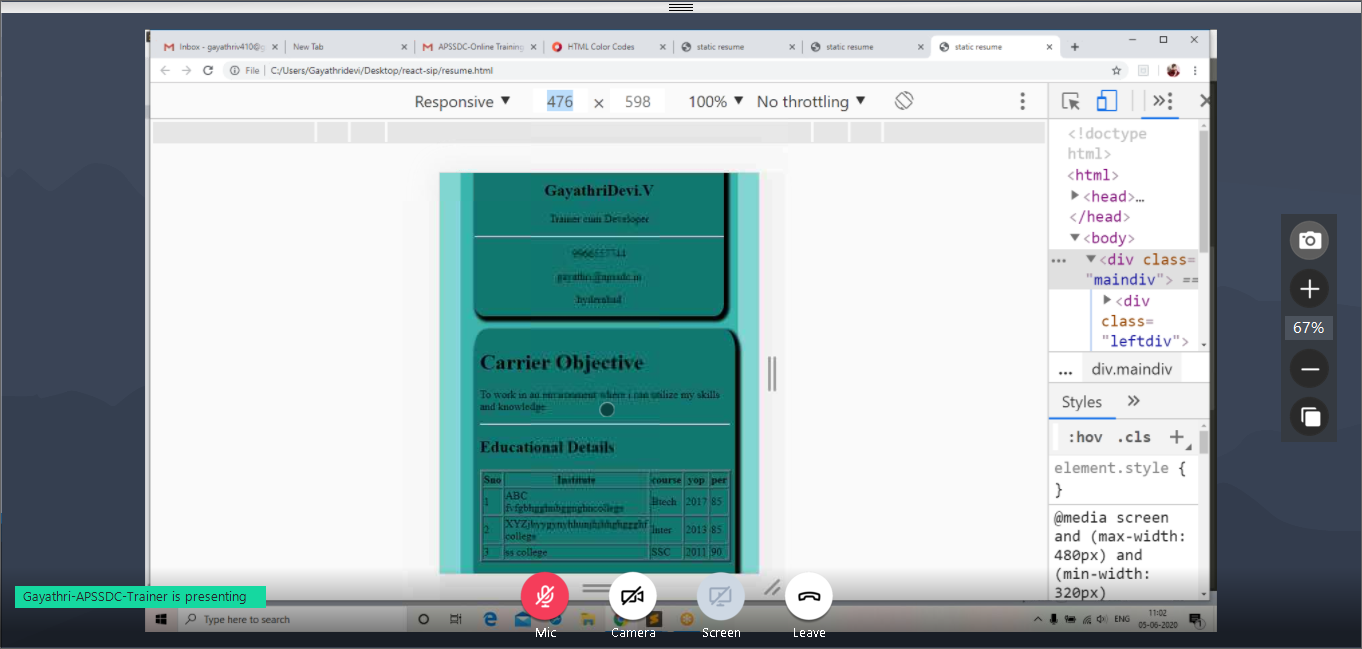 Inbox - gayathriv410@g
New Tab
APSSDC-Online Training
HTML Color Codes
static resume
static resume
static resume
File | C:/Users/Gayathridevi/Desktop/react-sip/resume.html
Responsive ▼ 476 × 598 100% ▼ No throttling ▼
<!doctype
html>
<html>
▶<head>…
</head>
▼<body>
… ▼<div class=
"maindiv"> ==
▶<div
class=
"leftdiv">
... div.maindiv
Styles »
:hov .cls +
element.style {
}
@media screen
and (max-width:
480px) and
(min-width:
320px)
GayathriDevi.V
Trainer cum Developer
gayathri@apssdc.in
hyderabad
Carrier Objective
To work in an environment where i can utilize my skills
and knowledge
Educational Details
Sno Institute course yop per
1 ABC Btech 2017 85
2 college Inter 2013 85
3 ss college SSC 2011 90
67%
Gayathri-APSSDC-Trainer is presenting
Type here to search
ENG
11:02
05-06-2020
Mic Camera Screen Leave